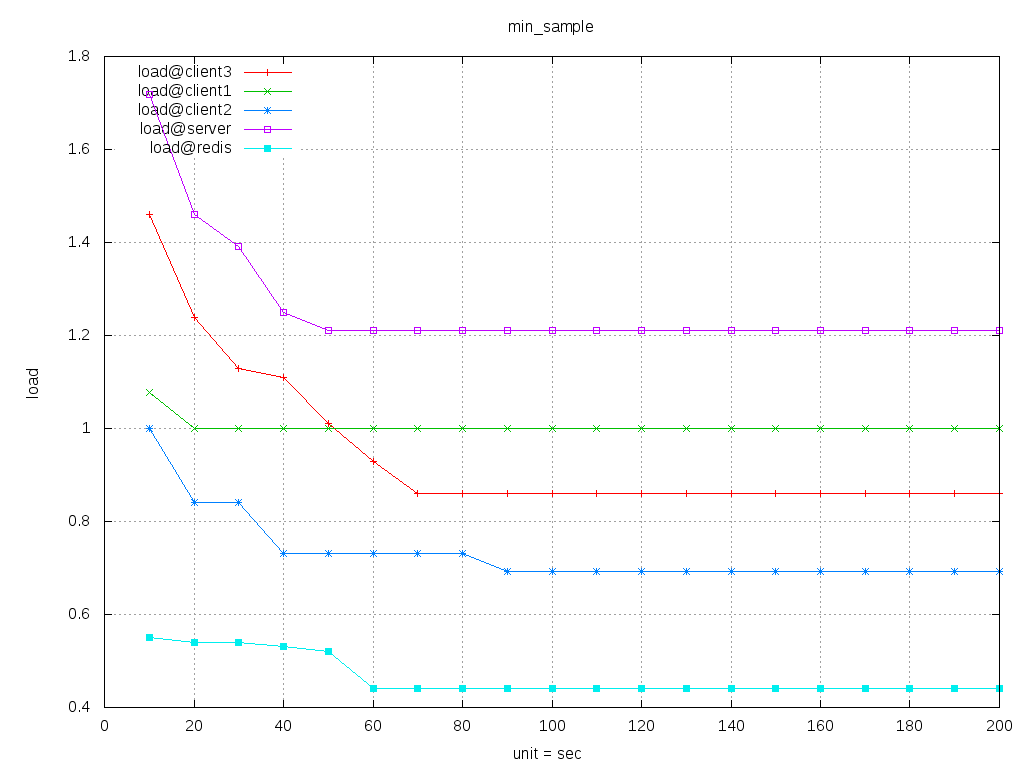 min_sample
1.8
1.6
1.4
1.2
1
0.8
0.6
0.4
load
load@client3
load@client1
load@client2
load@server
load@redis
0 20 40 60 80 100 120 140 160 180 200
unit = sec